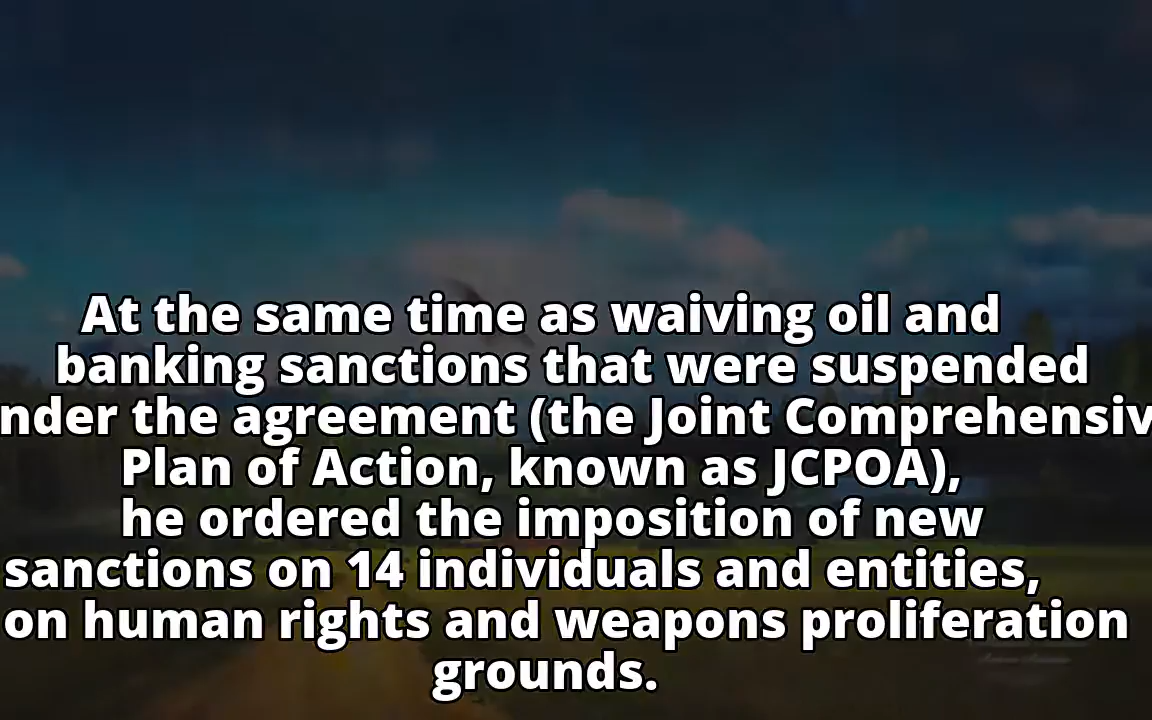 At the same time as waiving oil and
banking sanctions that were suspended
nder the agreement (the Joint Comprehensiv
Plan of Action, known as JCPOA),
he ordered the imposition of new
sanctions on 14 individuals and entities,
on human rights and weapons proliferation
grounds.